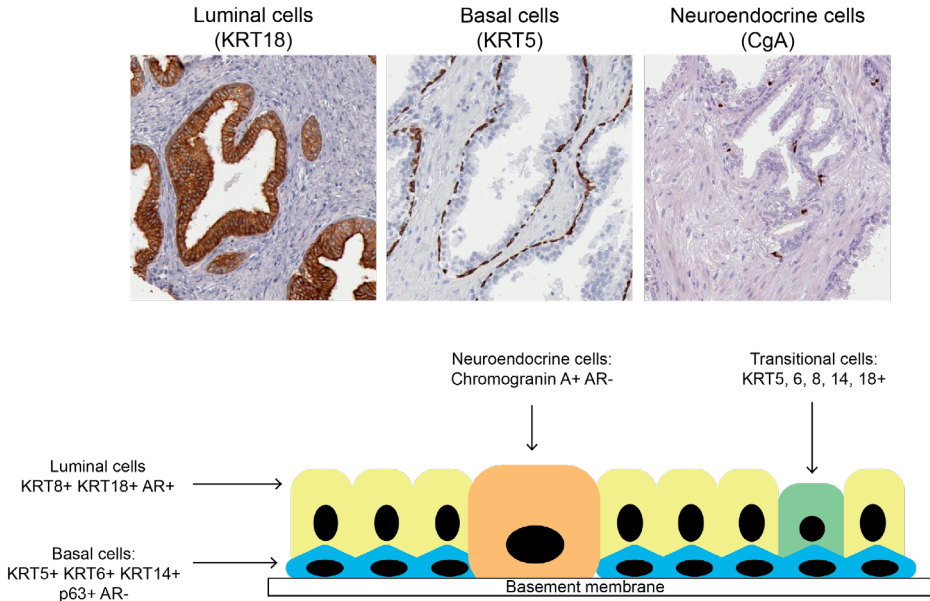 Luminal cells
(KRT18)
Basal cells
(KRT5)
Neuroendocrine cells
(CgA)
Neuroendocrine cells:
Chromogranin A+ AR-
Transitional cells:
KRT5, 6, 8, 14, 18+
Luminal cells
KRT8+ KRT18+ AR+
Basal cells:
KRT5+ KRT6+ KRT14+
p63+ AR-
Basement membrane